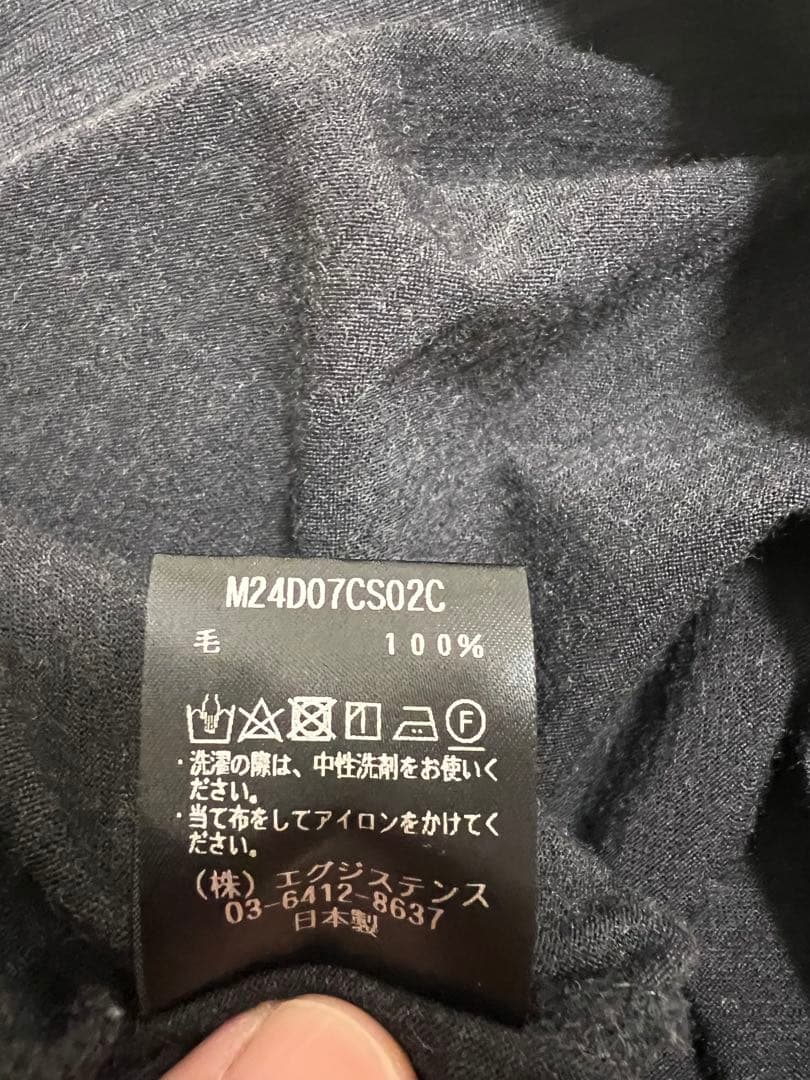 M24D07CS02C
毛 100%
F
・洗濯の際は、中性洗剤をお使いく
ださい。
・当て布をしてアイロンをかけてく
ださい。
(株) エグジステンス
03-6412-8637
日本製